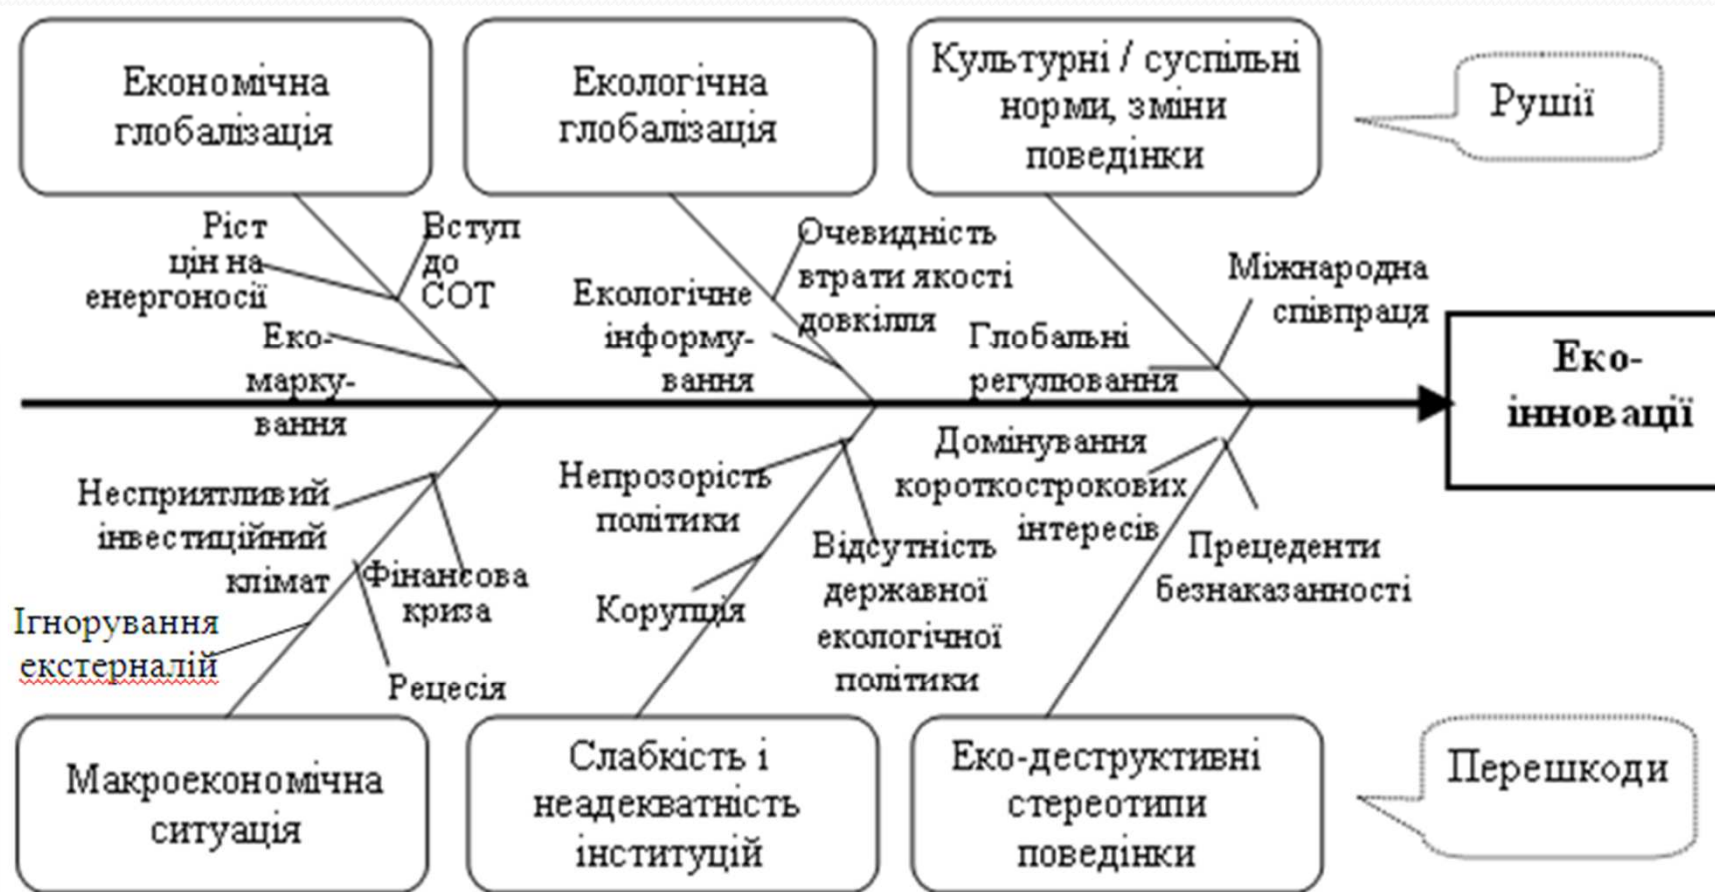 Економічна
глобалізація
Екологічна
глобалізація
Культурні / суспільні
норми, зміни
поведінки
Рушії
Ріст
цін на
енергоносії
Вступ
до
СОТ
Еко-
марку-
вання
Екологічне
інформу-
вання
Очевидність
втрати якості
довкілля
Глобальні
регулювання
Міжнародна
співпраця
Еко-
інновації
Несприятливий
інвестиційний
клімат
Фінансова
криза
Ігнорування
екстерналій
Рецесія
Непрозорість
політики
Корупція
Відсутність
державної
екологічної
політики
Домінування
короткострокових
інтересів
Прецеденти
безнаказанності
Макроекономічна
ситуація
Слабкість і
неадекватність
інституцій
Еко-деструктивні
стереотипи
поведінки
Перешкоди